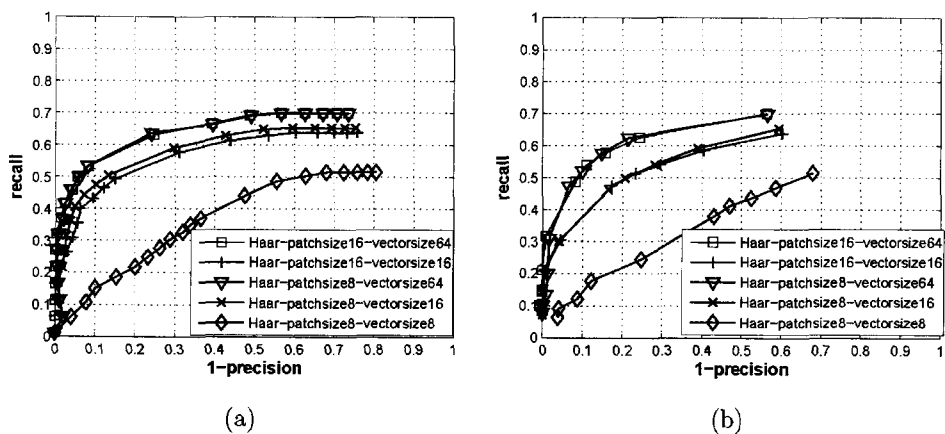 1
0.9
0.8
0.7
0.6
0.5
0.4
0.3
0.2
0.1
0
recall
Haar-patchsize16-vectorsize64
Haar-patchsize16-vectorsize16
Haar-patchsize8-vectorsize64
Haar-patchsize8-vectorsize16
Haar-patchsize8-vectorsize8
0 0.1 0.2 0.3 0.4 0.5 0.6 0.7 0.8 0.9 1
1-precision
(a)
1
0.9
0.8
0.7
0.6
0.5
0.4
0.3
0.2
0.1
0
recall
Haar-patchsize16-vectorsize64
Haar-patchsize16-vectorsize16
Haar-patchsize8-vectorsize64
Haar-patchsize8-vectorsize16
Haar-patchsize8-vectorsize8
0 0.1 0.2 0.3 0.4 0.5 0.6 0.7 0.8 0.9 1
1-precision
(b)